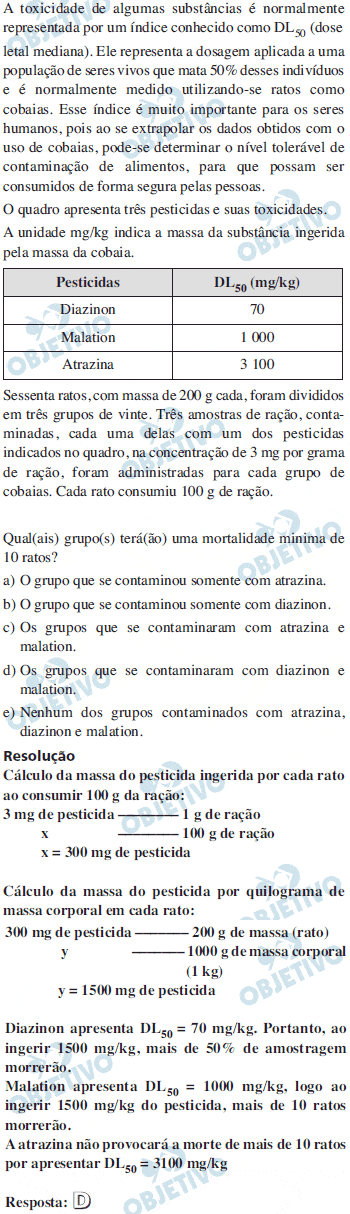 A toxicidade de algumas substâncias é normalmente
representada por um índice conhecido como DL50 (dose
letal mediana). Ele representa a dosagem aplicada a uma
população de seres vivos que mata 50% desses indivíduos
e é normalmente medido utilizando-se ratos como
cobaias. Esse índice é muito importante para os seres
humanos, pois ao se extrapolar os dados obtidos com o
uso de cobaias, pode-se determinar o nível tolerável de
contaminação de alimentos, para que possam ser
consumidos de forma segura pelas pessoas.
O quadro apresenta três pesticidas e suas toxicidades.
A unidade mg/kg indica a massa da substância ingerida
pela massa da cobaia.
Pesticidas DL50 (mg/kg)
Diazinon 70
Malation 1 000
Atrazina 3 100
Sessenta ratos, com massa de 200 g cada, foram divididos
em três grupos de vinte. Três amostras de ração, conta-
minadas, cada uma delas com um dos pesticidas
indicados no quadro, na concentração de 3 mg por grama
de ração, foram administradas para cada grupo de
cobaias. Cada rato consumiu 100 g de ração.
Qual(ais) grupo(s) terá(ão) uma mortalidade mínima de
10 ratos?
a) O grupo que se contaminou somente com atrazina.
b) O grupo que se contaminou somente com diazinon.
c) Os grupos que se contaminaram com atrazina e
malation.
d) Os grupos que se contaminaram com diazinon e
malation.
e) Nenhum dos grupos contaminados com atrazina,
diazinon e malation.
Resolução
Cálculo da massa do pesticida ingerida por cada rato
ao consumir 100 g da ração:
3 mg de pesticida ––––––– 1 g de ração
x ––––––– 100 g de ração
x = 300 mg de pesticida
Cálculo da massa do pesticida por quilograma de
massa corporal em cada rato:
300 mg de pesticida ––––––– 200 g de massa (rato)
y ––––––– 1000 g de massa corporal
(1 kg)
y = 1500 mg de pesticida
Diazinon apresenta DL50 = 70 mg/kg. Portanto, ao
ingerir 1500 mg/kg, mais de 50% de amostragem
morrerão.
Malation apresenta DL50 = 1000 mg/kg, logo ao
ingerir 1500 mg/kg do pesticida, mais de 10 ratos
morrerão.
A atrazina não provocará a morte de mais de 10 ratos
por apresentar DL50 = 3100 mg/kg
Resposta: D